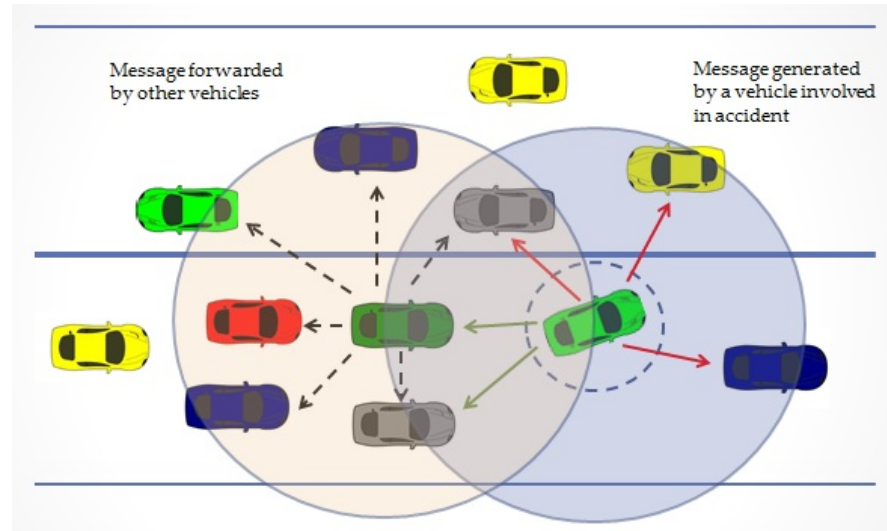 Message forwarded
by other vehicles
Message generated
by a vehicle involved
in accident